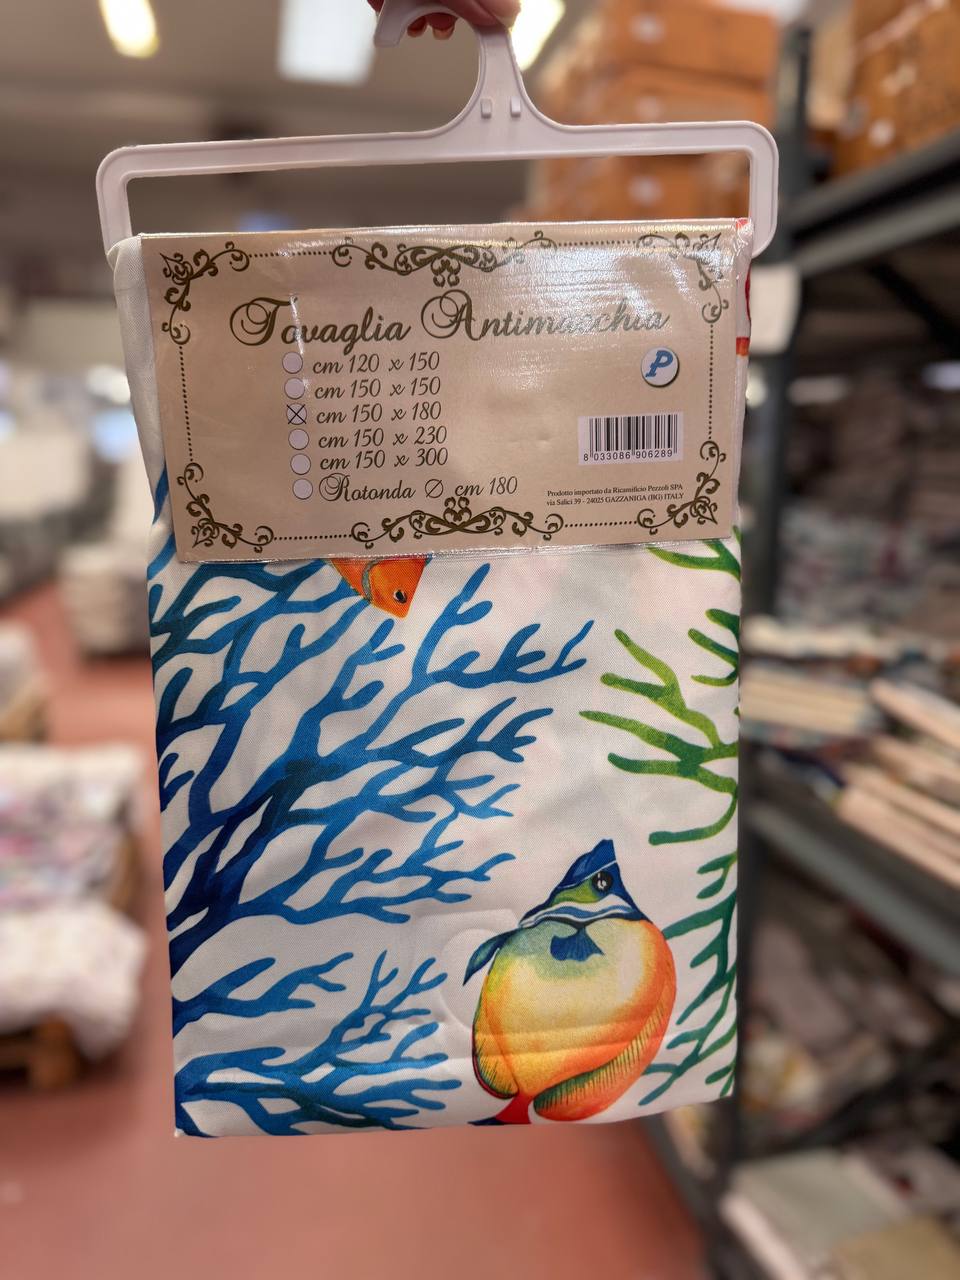 Tovaglia Antimacchia
cm 120 x 150
cm 150 x 150
cm 150 x 180
cm 150 x 230
cm 150 x 300
Rotonda Ø cm 180
P
8 033086 906289
Prodotto importato da Ricamificio Pezzoli SPA
via Salici 39 - 24025 GAZZANIGA (BG) ITALY